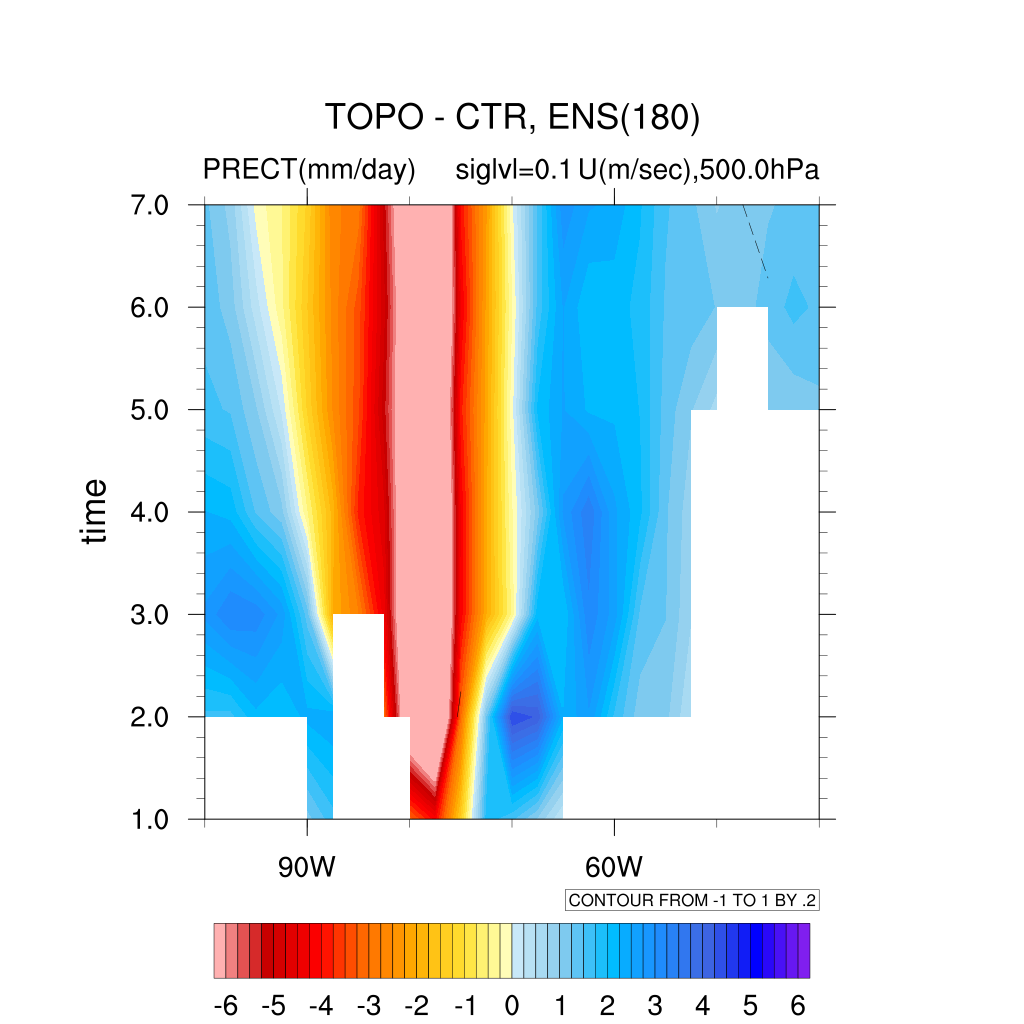 TOPO - CTR, ENS(180)
PRECT(mm/day) siglvl=0.1 U(m/sec),500.0hPa
7.0
6.0
5.0
4.0
3.0
2.0
1.0
time
90W 60W
CONTOUR FROM -1 TO 1 BY .2
-6 -5 -4 -3 -2 -1 0 1 2 3 4 5 6